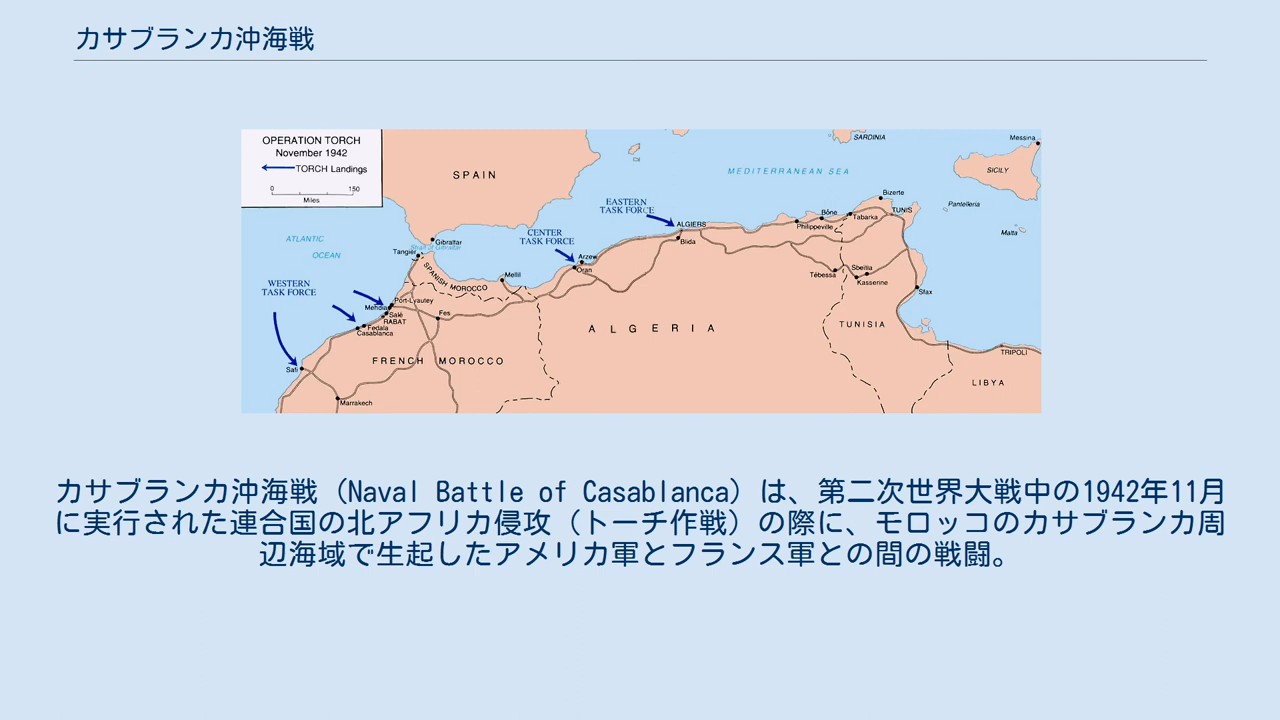 カサブランカ沖海戦
OPERATION TORCH
November 1942
TORCH Landings
0 150
Miles
SPAIN
MEDITERRANEAN SEA
SARDINIA
Messina
SICILY
Bizerte
Pantelleria
EASTERN
TASK FORCE
ALGIERS
Blida
Philippeville
Bône
Tabarka
TUNIS
Malta
ATLANTIC
OCEAN
Gibraltar
Strait of Gibraltar
Tangier
CENTER
TASK FORCE
Arzew
Oran
SPANISH MOROCCO
Mellil
Tébessa
Sbeitla
Kasserine
Sfax
WESTERN
TASK FORCE
Port-Lyautey
Mehdia
Salé
RABAT
Fedala
Casablanca
Fes
ALGERIA
TUNISIA
TRIPOLI
FRENCH MOROCCO
Safi
Marrakech
LIBYA
カサブランカ沖海戦（Naval Battle of Casablanca）は、第二次世界大戦中の1942年11月
に実行された連合国の北アフリカ侵攻（トーチ作戦）の際に、モロッコのカサブランカ周
辺海域で生起したアメリカ軍とフランス軍との間の戦闘。